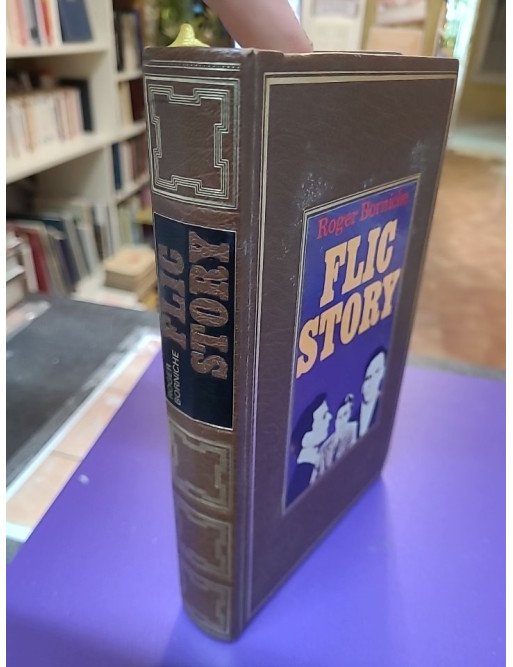 ROGER
BORNICHE
FLIC
STORY
Roger Borniche
FLIC
STORY